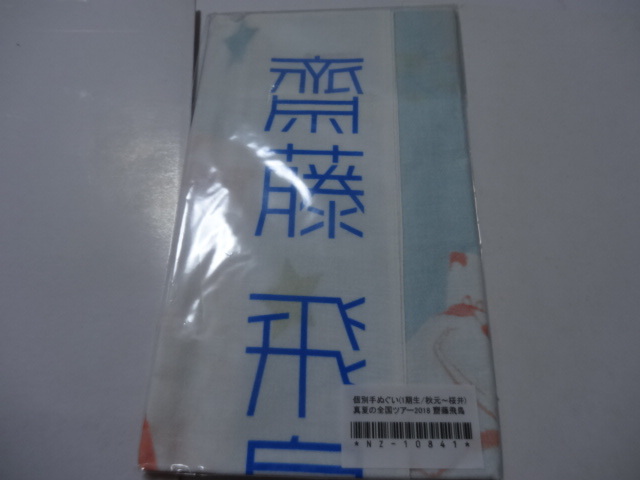 齋藤
飛鳥
個別手ぬぐい(1期生/秋元～桜井)
真夏の全国ツアー2018 齋藤飛鳥
*NZ-10841*